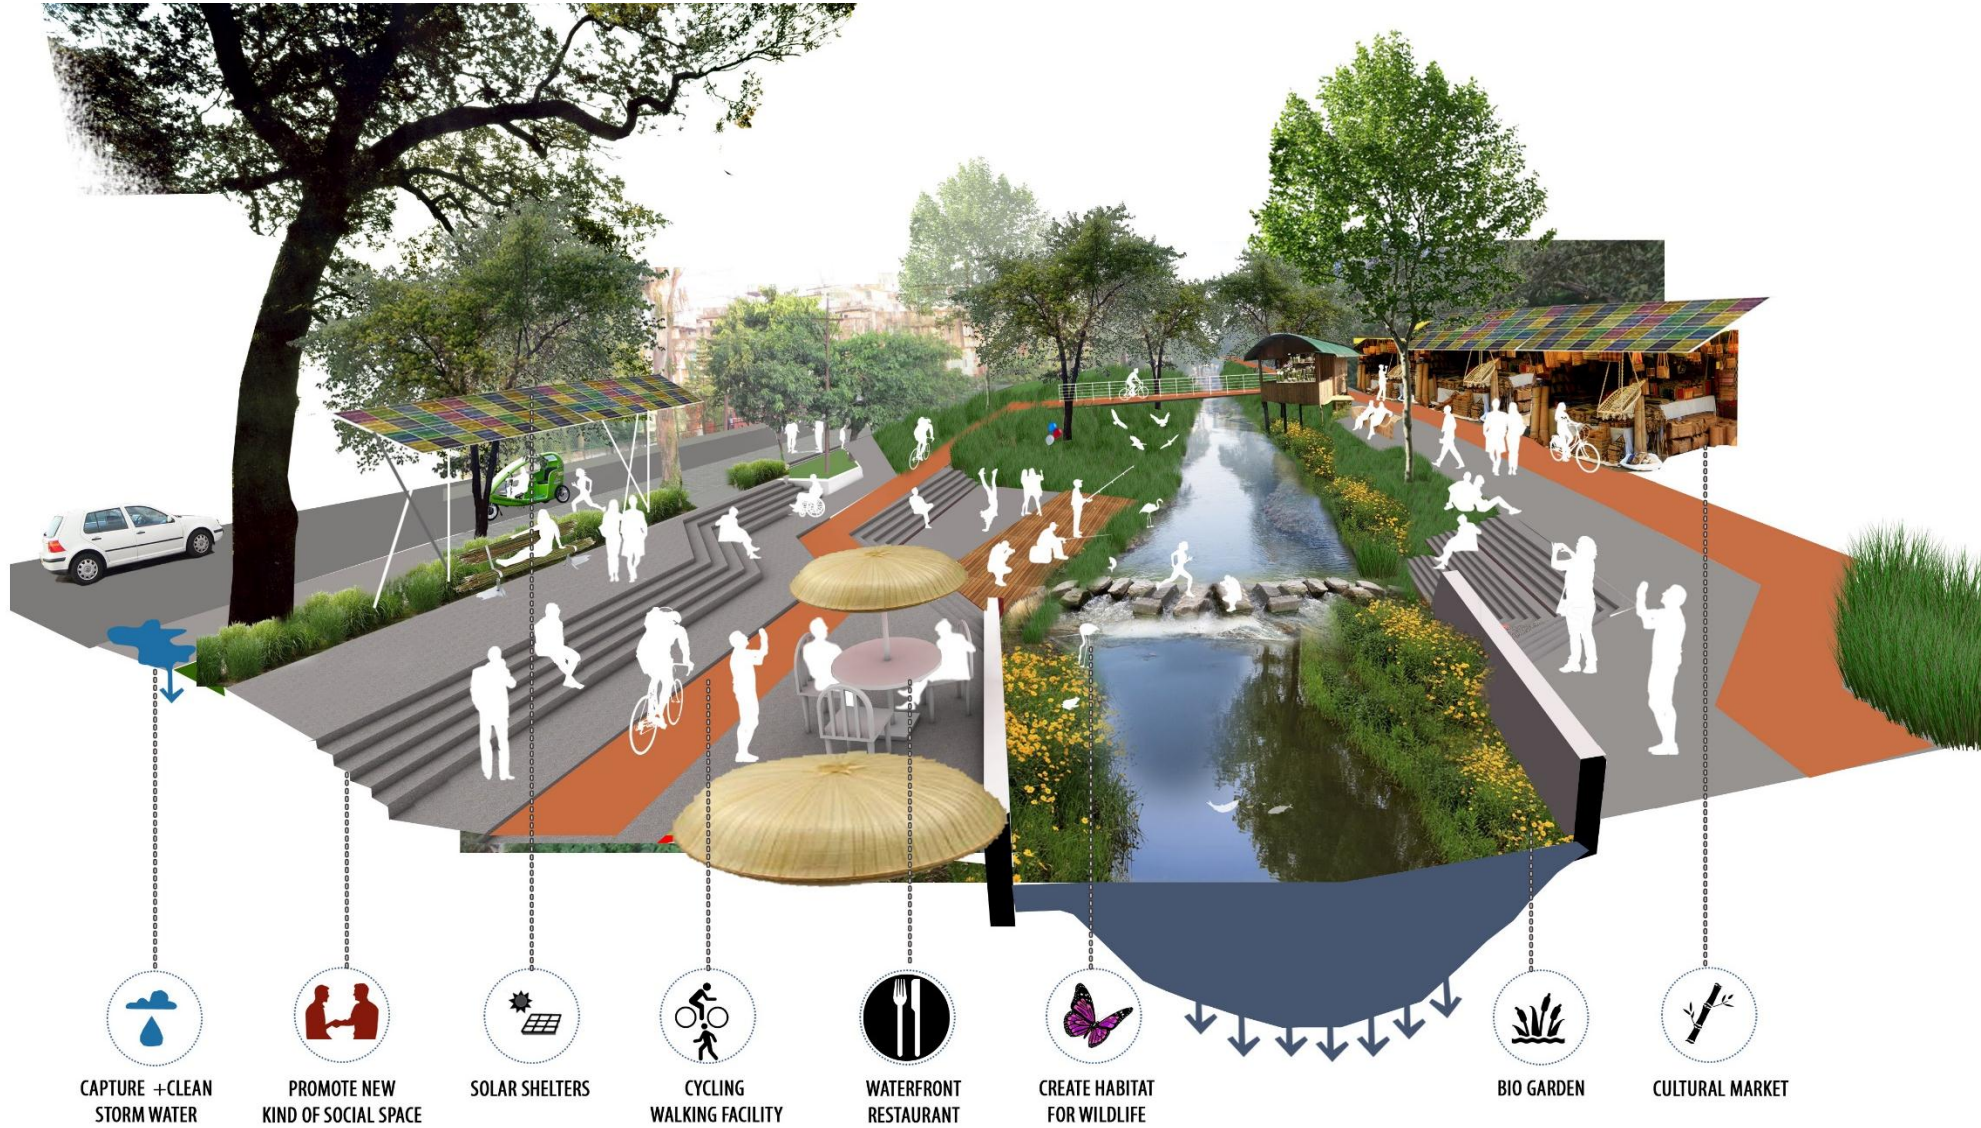 CAPTURE +CLEAN
STORM WATER
PROMOTE NEW
KIND OF SOCIAL SPACE
SOLAR SHELTERS
CYCLING
WALKING FACILITY
WATERFRONT
RESTAURANT
CREATE HABITAT
FOR WILDLIFE
BIO GARDEN
CULTURAL MARKET